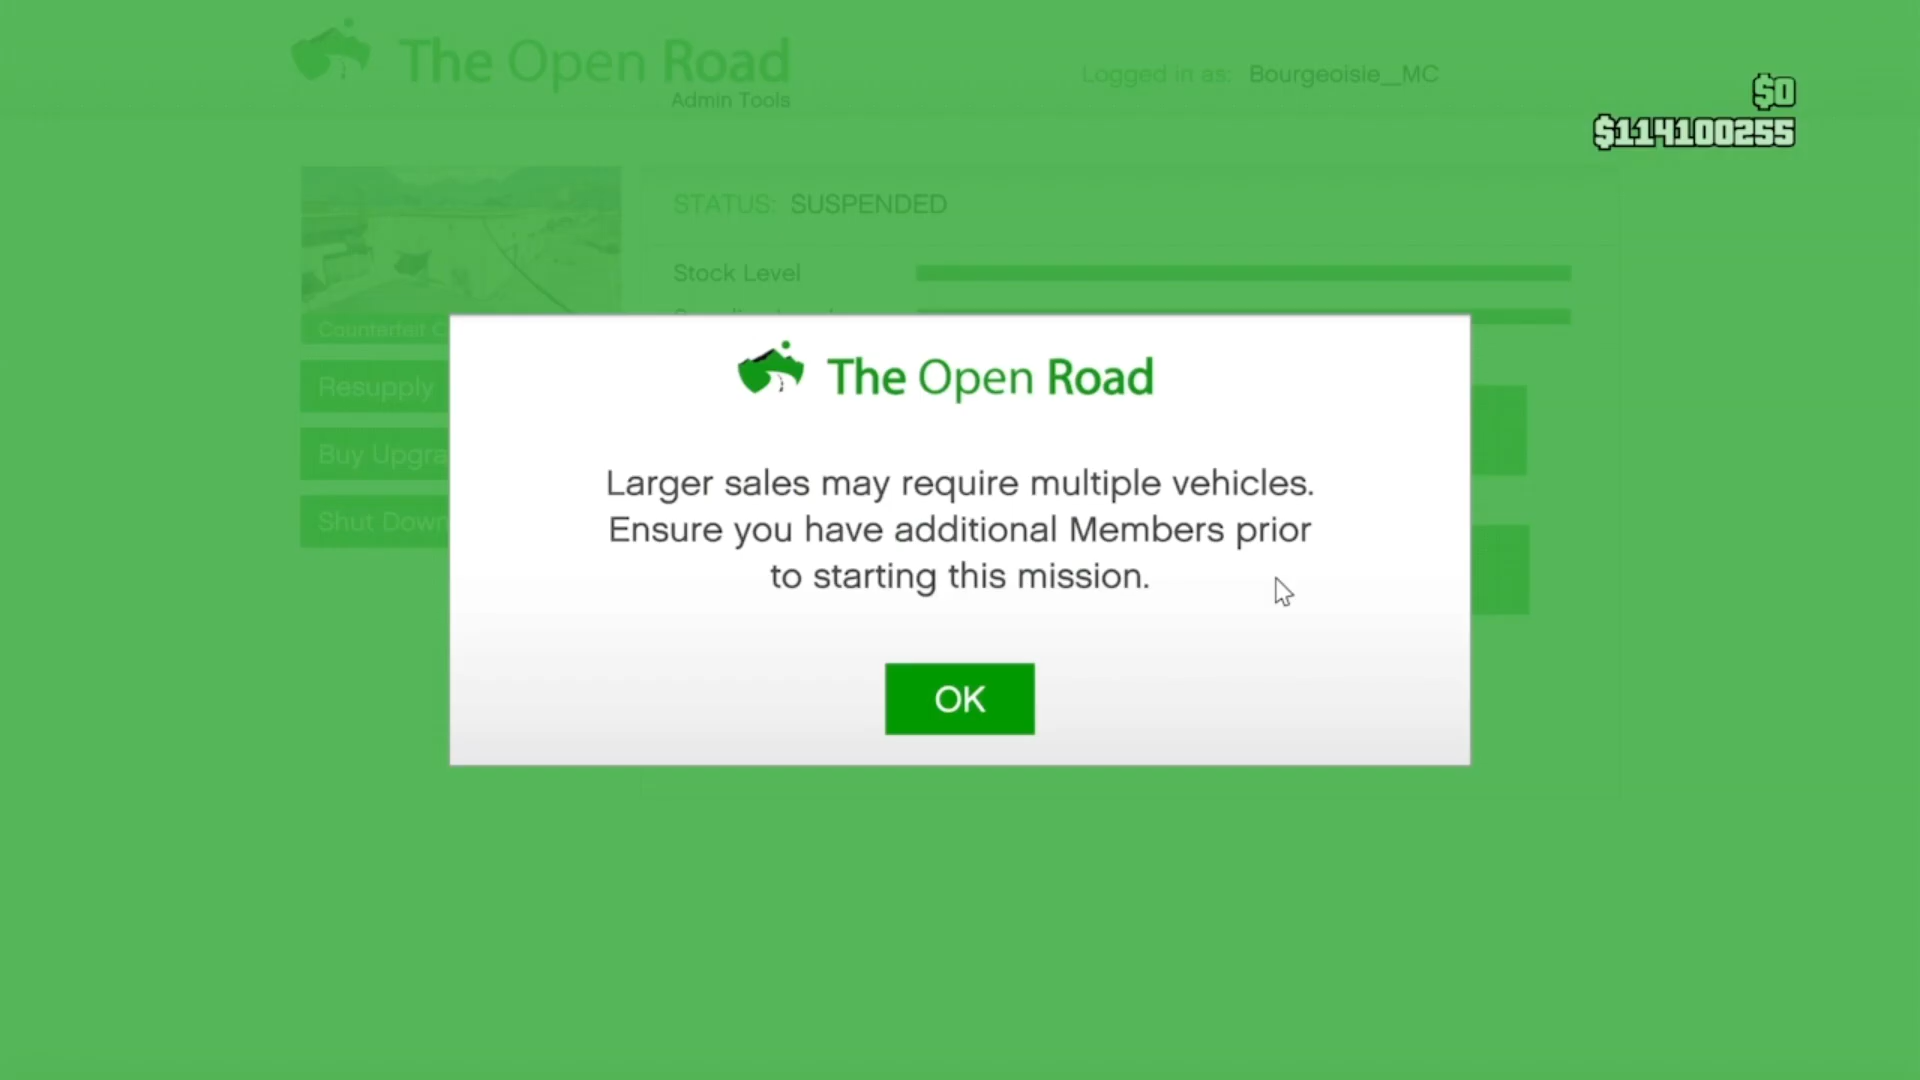 The Open Road
Admin Tools
Logged in as: Bourgeoisie__MC
$0
$114100255
STATUS: SUSPENDED
Stock Level
Counterfeit C
Resupply
Buy Upgra
Shut Down
The Open Road
Larger sales may require multiple vehicles.
Ensure you have additional Members prior
to starting this mission.
OK